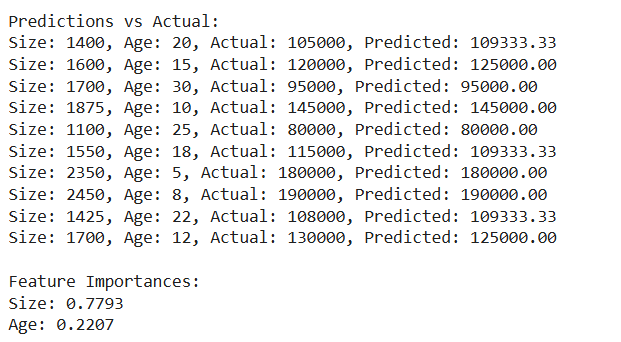 Predictions vs Actual:
Size: 1400, Age: 20, Actual: 105000, Predicted: 109333.33
Size: 1600, Age: 15, Actual: 120000, Predicted: 125000.00
Size: 1700, Age: 30, Actual: 95000, Predicted: 95000.00
Size: 1875, Age: 10, Actual: 145000, Predicted: 145000.00
Size: 1100, Age: 25, Actual: 80000, Predicted: 80000.00
Size: 1550, Age: 18, Actual: 115000, Predicted: 109333.33
Size: 2350, Age: 5, Actual: 180000, Predicted: 180000.00
Size: 2450, Age: 8, Actual: 190000, Predicted: 190000.00
Size: 1425, Age: 22, Actual: 108000, Predicted: 109333.33
Size: 1700, Age: 12, Actual: 130000, Predicted: 125000.00
Feature Importances:
Size: 0.7793
Age: 0.2207